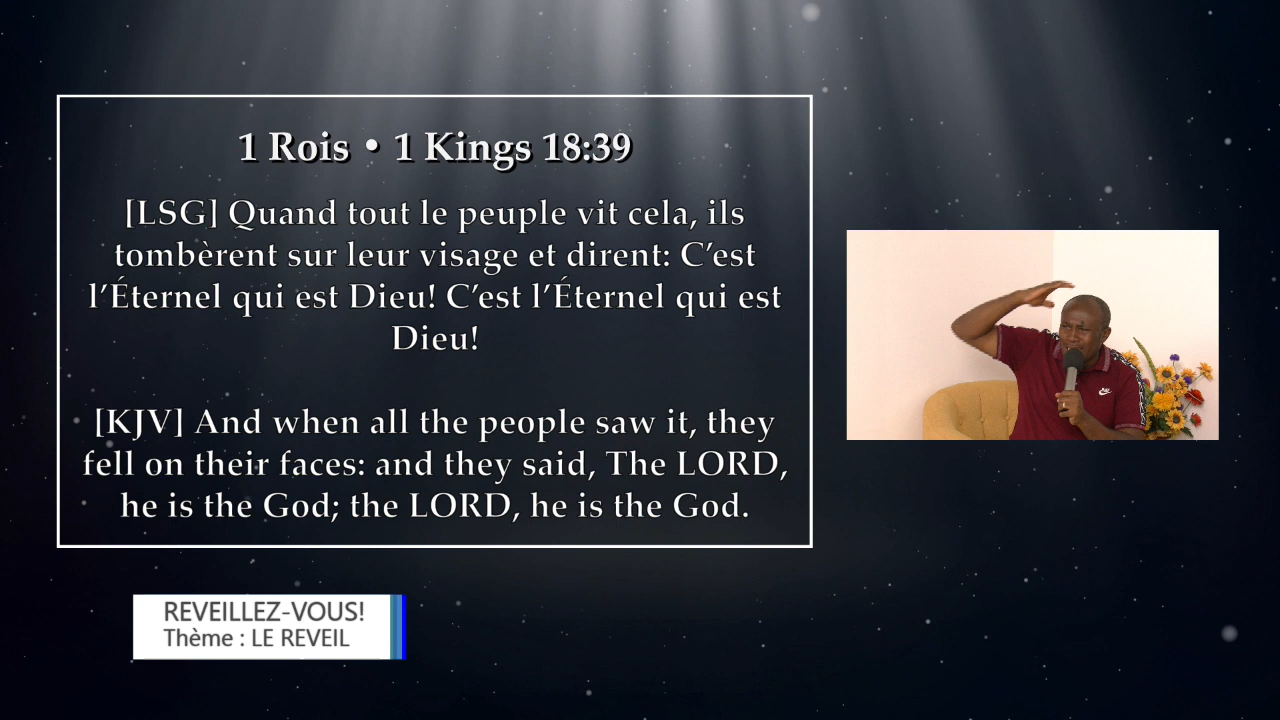 1 Rois • 1 Kings 18:39
[LSG] Quand tout le peuple vit cela, ils
tombèrent sur leur visage et dirent: C’est
l’Éternel qui est Dieu! C’est l’Éternel qui est
Dieu!
[KJV] And when all the people saw it, they
fell on their faces: and they said, The LORD,
he is the God; the LORD, he is the God.
REVEILLEZ-VOUS!
Thème : LE REVEIL